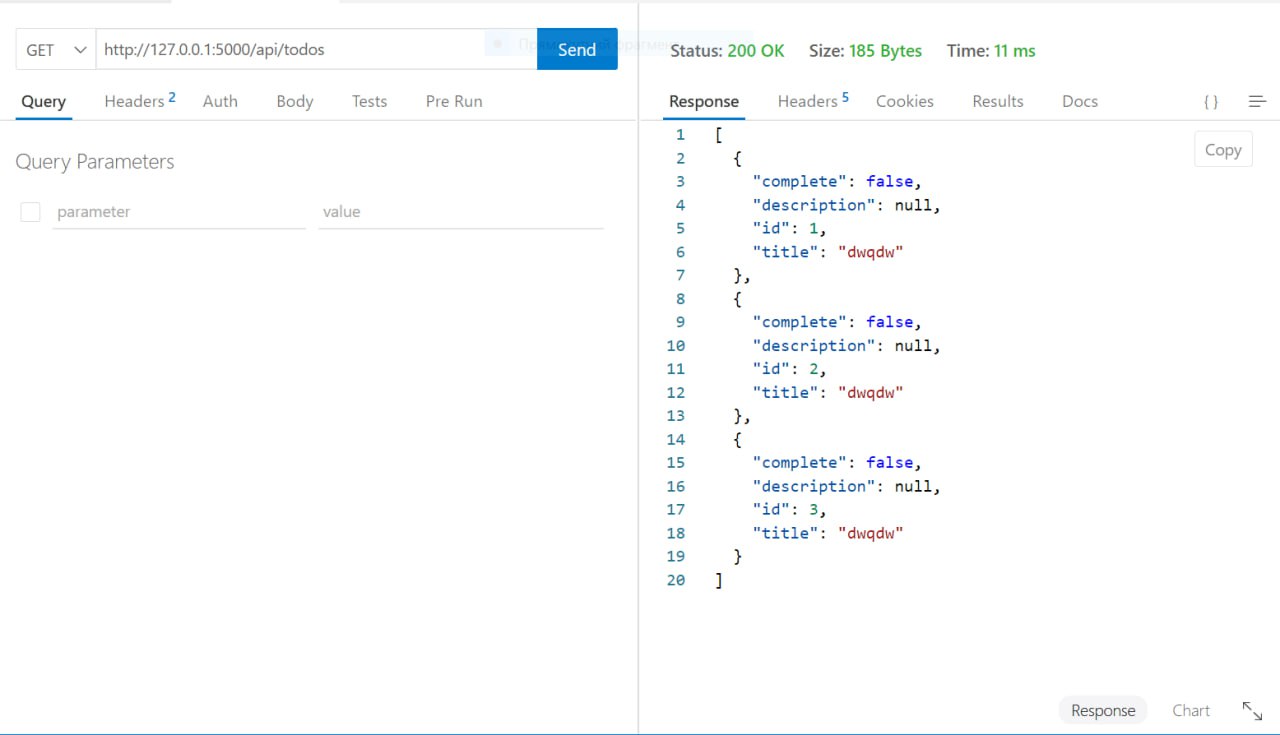 GET http://127.0.0.1:5000/api/todos Send
Query Headers 2 Auth Body Tests Pre Run
Query Parameters
parameter value
Status: 200 OK Size: 185 Bytes Time: 11 ms
Response Headers 5 Cookies Results Docs { }
Copy
1 [
2 {
3 "complete": false,
4 "description": null,
5 "id": 1,
6 "title": "dwqdw"
7 },
8 {
9 "complete": false,
10 "description": null,
11 "id": 2,
12 "title": "dwqdw"
13 },
14 {
15 "complete": false,
16 "description": null,
17 "id": 3,
18 "title": "dwqdw"
19 }
20 ]
Response Chart